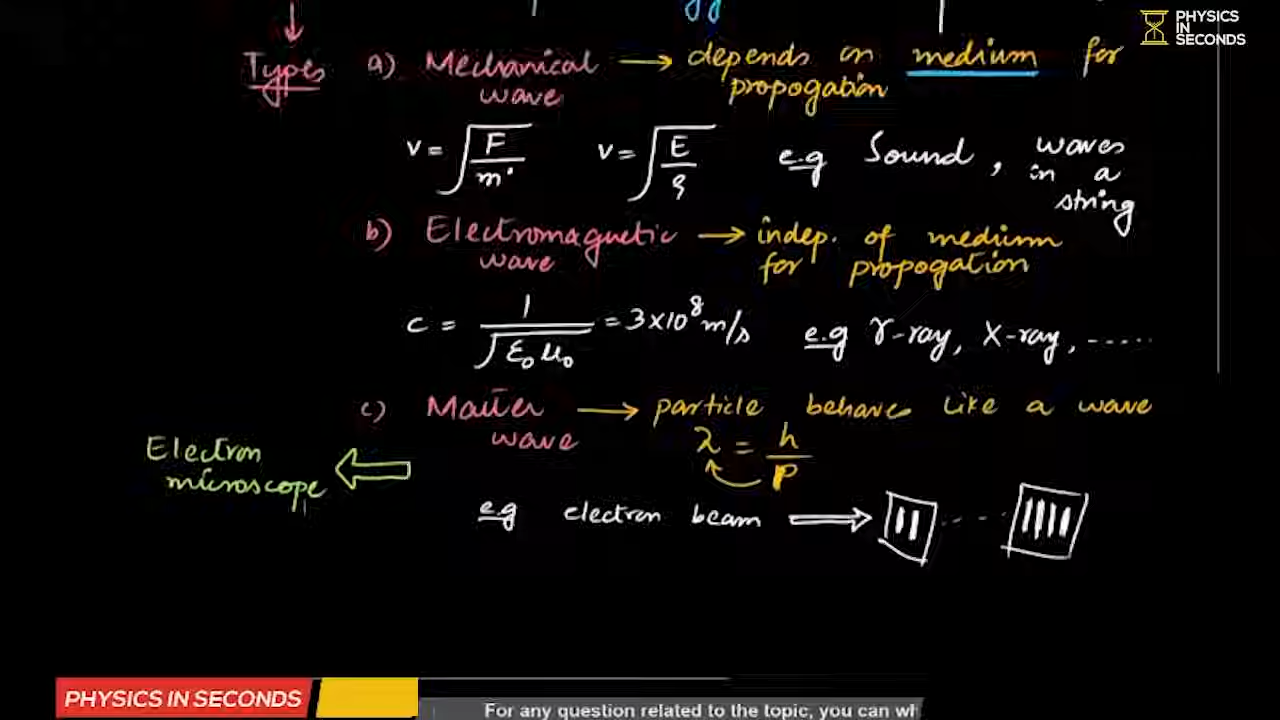 PHYSICS
IN
SECONDS
Types a) Mechanical wave → depends on medium for propogation
v = √F/m' v = √E/ρ e.g Sound, waves in a string
b) Electromagnetic wave → indep. of medium for propogation
c = 1/√ε₀μ₀ = 3×10⁸ m/s e.g γ-ray, X-ray, ......
c) Matter wave → particle behaves like a wave
λ = h/p
Electron microscope
e.g electron beam
PHYSICS IN SECONDS
For any question related to the topic, you can wh